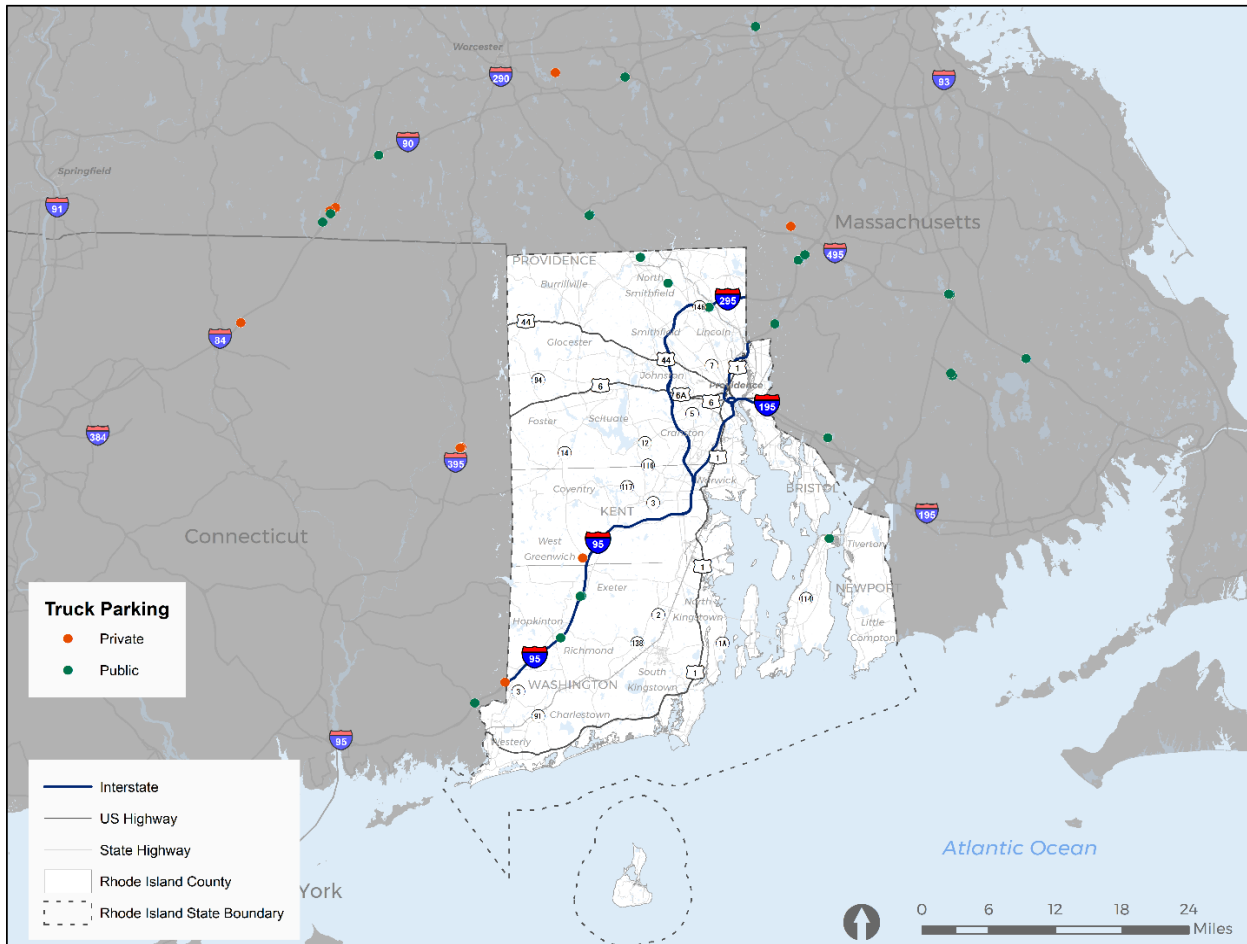 Worcester
290
93
90
Springfield
91
Massachusetts
495
PROVIDENCE
Burrillville
North
Smithfield
295
146
44
84
Smithfield
Lincoln
Glocester
44
7
1
Johnston
94
6
Providence
6A
6
195
5
Foster
Scituate
Cranston
384
12
14
395
116
1
Warwick
117
Coventry
3
BRISTOL
KENT
195
Connecticut
95
West
Greenwich
Tiverton
1
Exeter
NEWPORT
North
Kingstown
114
2
Hopkinton
Little
Compton
138
1A
Richmond
95
South
Kingstown
1
WASHINGTON
3
91
Charlestown
95
Westerly
Truck Parking
Private
Public
Interstate
US Highway
State Highway
Rhode Island County
Rhode Island State Boundary
York
Atlantic Ocean
0 6 12 18 24
Miles